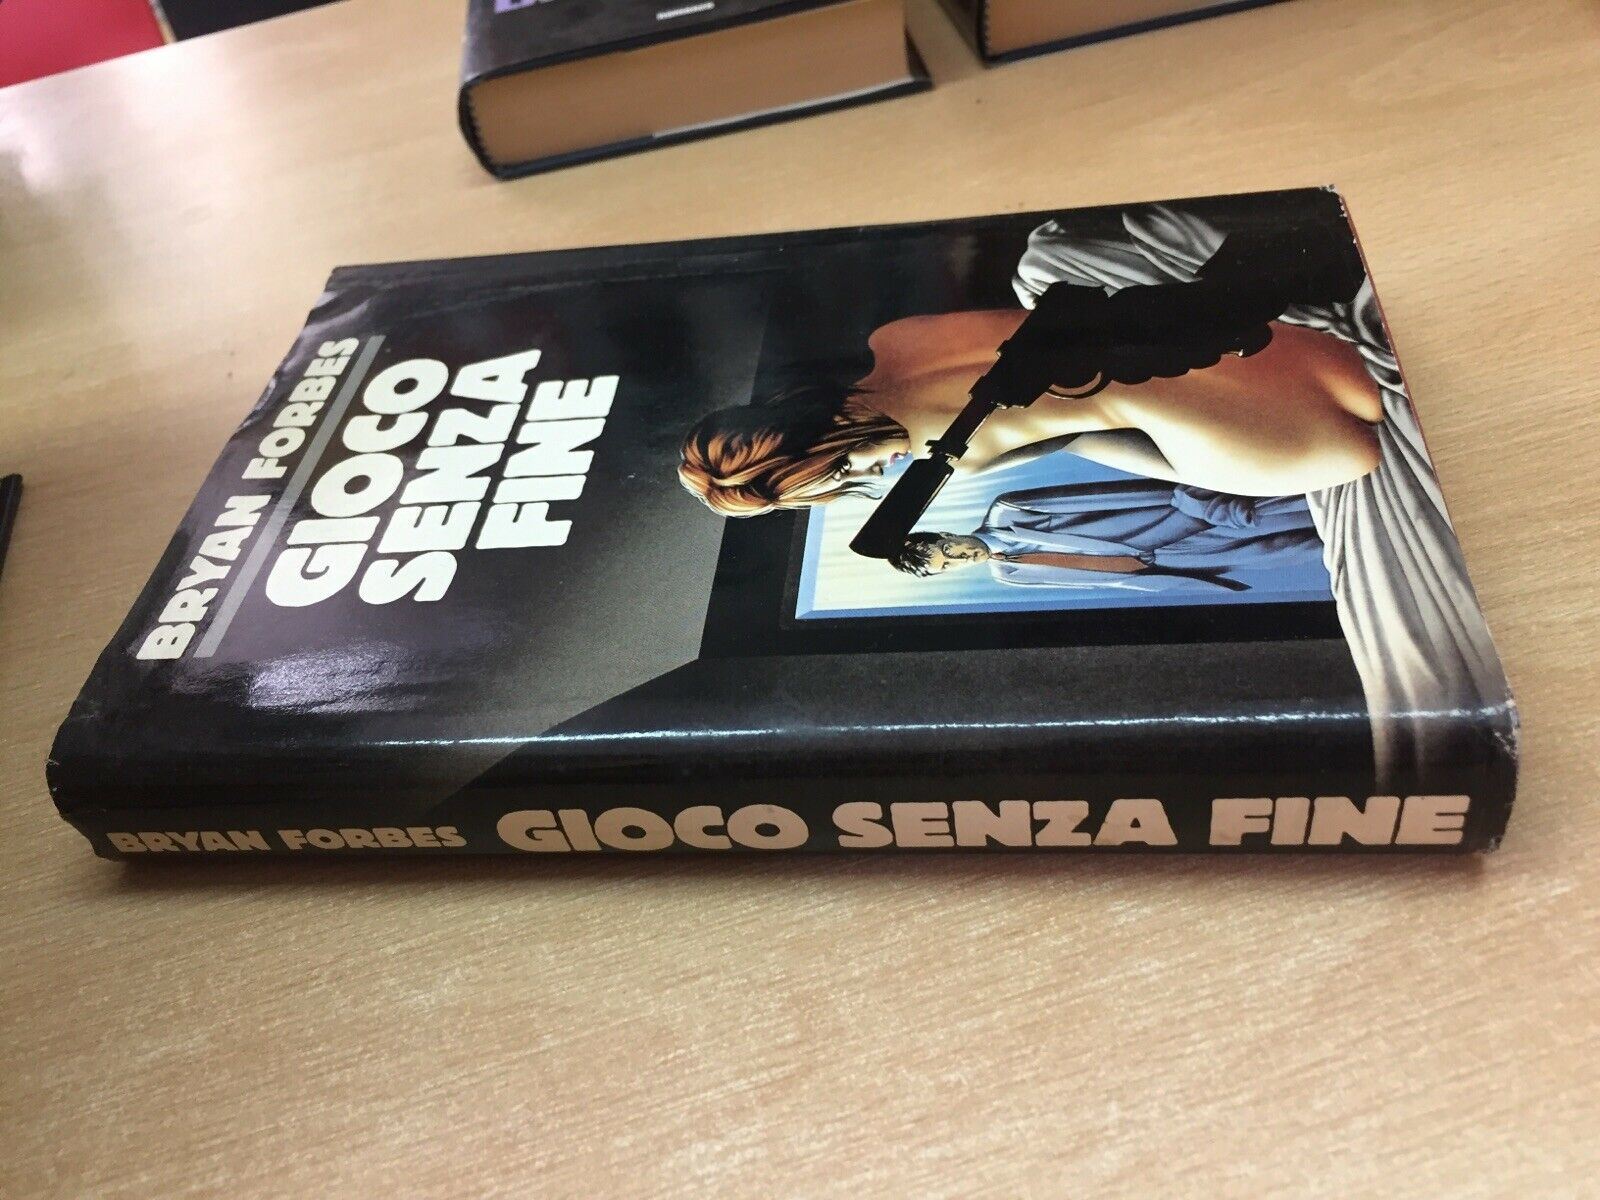 BRYAN FORBES
GIOCO
SENZA
FINE
BRYAN FORBES GIOCO SENZA FINE